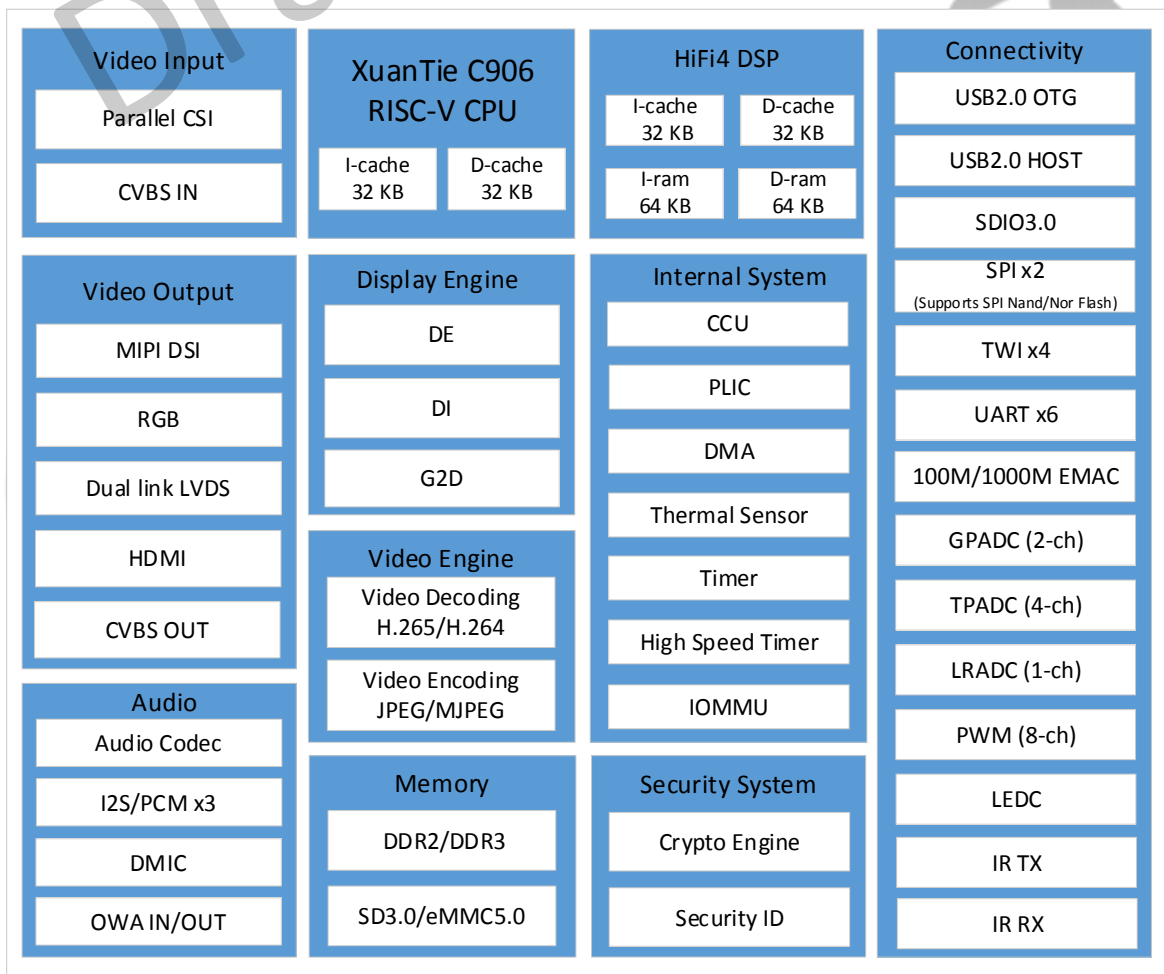 Dra
Video Input
Parallel CSI
CVBS IN
XuanTie C906
RISC-V CPU
I-cache
32 KB
D-cache
32 KB
HiFi4 DSP
I-cache
32 KB
D-cache
32 KB
I-ram
64 KB
D-ram
64 KB
Video Output
MIPI DSI
RGB
Dual link LVDS
HDMI
CVBS OUT
Display Engine
DE
DI
G2D
Video Engine
Video Decoding
H.265/H.264
Video Encoding
JPEG/MJPEG
Internal System
CCU
PLIC
DMA
Thermal Sensor
Timer
High Speed Timer
IOMMU
Audio
Audio Codec
I2S/PCM x3
DMIC
OWA IN/OUT
Memory
DDR2/DDR3
SD3.0/eMMC5.0
Security System
Crypto Engine
Security ID
Connectivity
USB2.0 OTG
USB2.0 HOST
SDIO3.0
SPI x2
(Supports SPI Nand/Nor Flash)
TWI x4
UART x6
100M/1000M EMAC
GPADC (2-ch)
TPADC (4-ch)
LRADC (1-ch)
PWM (8-ch)
LEDC
IR TX
IR RX